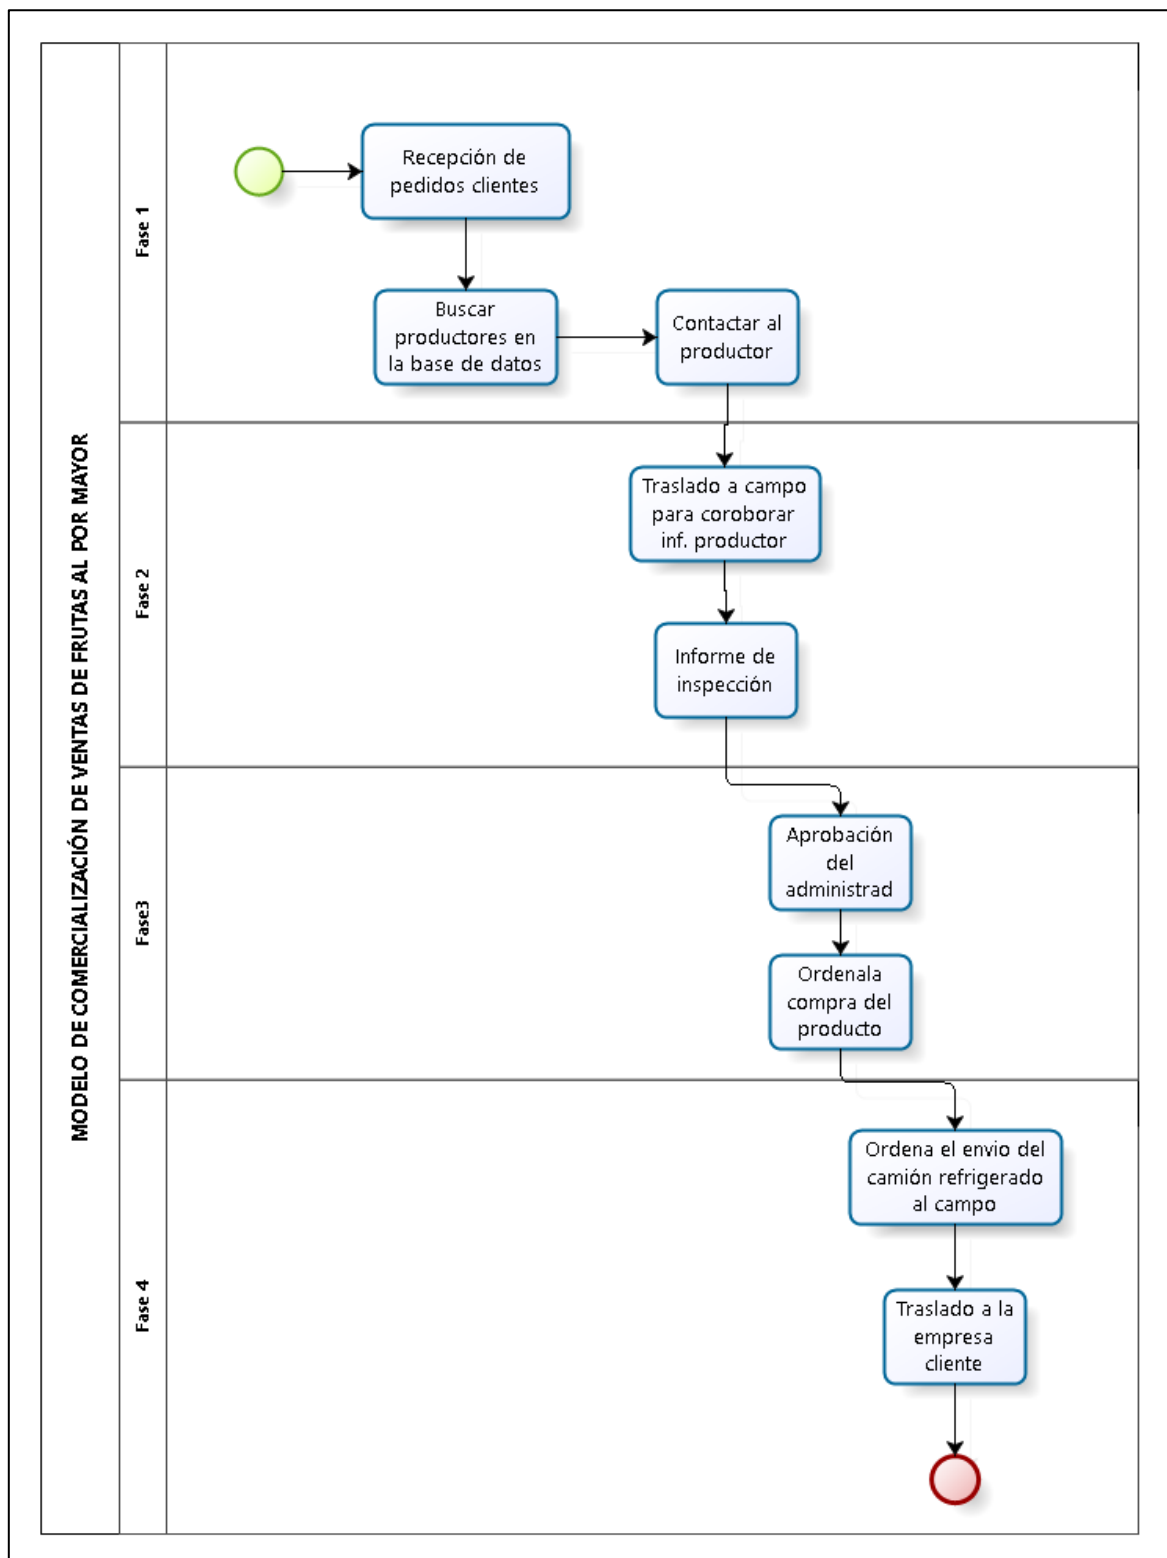 MODELO DE COMERCIALIZACIÓN DE VENTAS DE FRUTAS AL POR MAYOR
Fase 1
Recepción de
pedidos clientes
Buscar
productores en
la base de datos
Contactar al
productor
Fase 2
Traslado a campo
para coroborar
inf. productor
Informe de
inspección
Fase3
Aprobación
del
administrad
Ordenala
compra del
producto
Fase 4
Ordena el envio del
camión refrigerado
al campo
Traslado a la
empresa
cliente